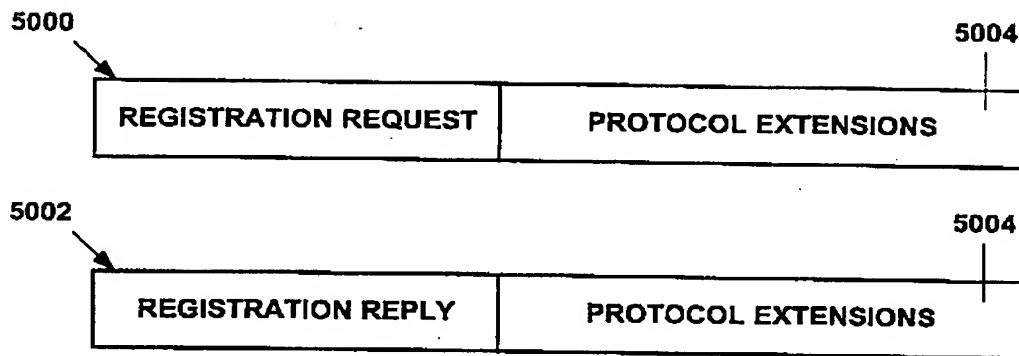 5000
5004
REGISTRATION REQUEST PROTOCOL EXTENSIONS
5002
5004
REGISTRATION REPLY PROTOCOL EXTENSIONS